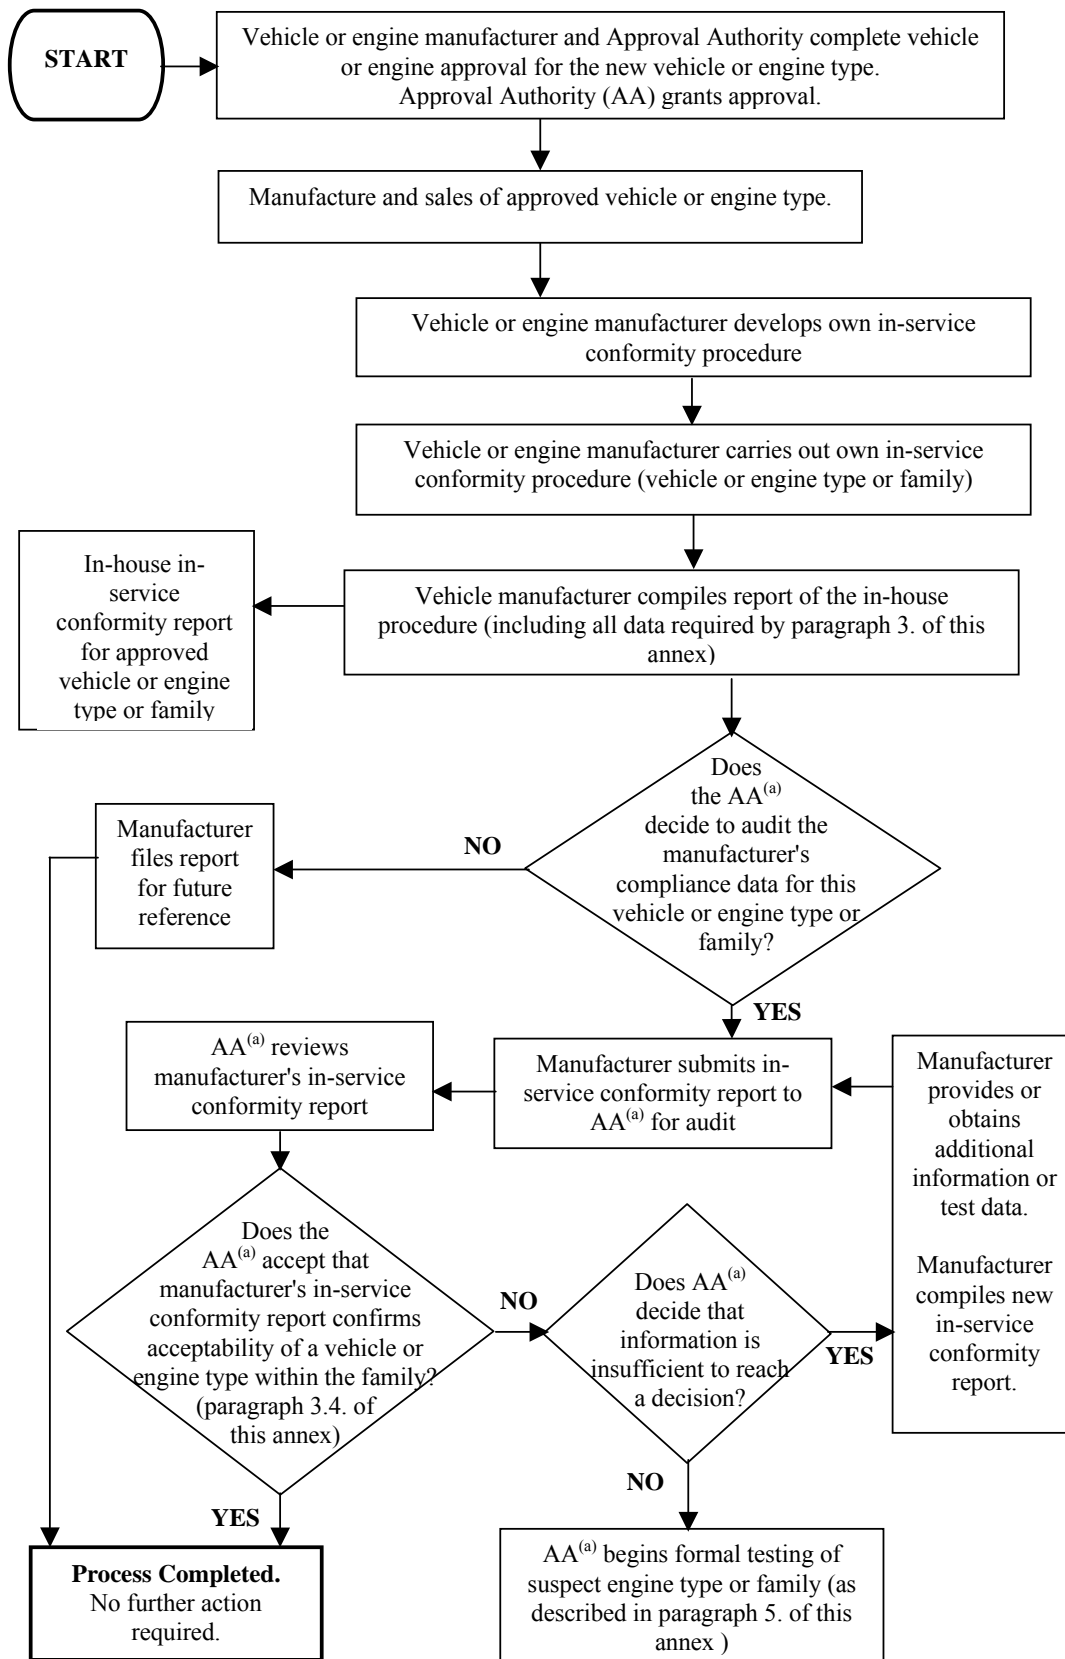 START
Vehicle or engine manufacturer and Approval Authority complete vehicle
or engine approval for the new vehicle or engine type.
Approval Authority (AA) grants approval.
Manufacture and sales of approved vehicle or engine type.
Vehicle or engine manufacturer develops own in-service
conformity procedure
Vehicle or engine manufacturer carries out own in-service
conformity procedure (vehicle or engine type or family)
In-house in-
service
conformity report
for approved
vehicle or engine
type or family
Vehicle manufacturer compiles report of the in-house
procedure (including all data required by paragraph 3. of this
annex)
Does
the AA(a)
decide to audit the
manufacturer's
compliance data for this
vehicle or engine type or
family?
NO
Manufacturer
files report
for future
reference
YES
AA(a) reviews
manufacturer's in-service
conformity report
Manufacturer submits in-
service conformity report to
AA(a) for audit
Manufacturer
provides or
obtains
additional
information or
test data.
Manufacturer
compiles new
in-service
conformity
report.
Does the
AA(a) accept that
manufacturer's in-service
conformity report confirms
acceptability of a vehicle or
engine type within the family?
(paragraph 3.4. of
this annex)
NO
Does AA(a)
decide that
information is
insufficient to reach
a decision?
YES
NO
YES
Process Completed.
No further action
required.
AA(a) begins formal testing of
suspect engine type or family (as
described in paragraph 5. of this
annex )